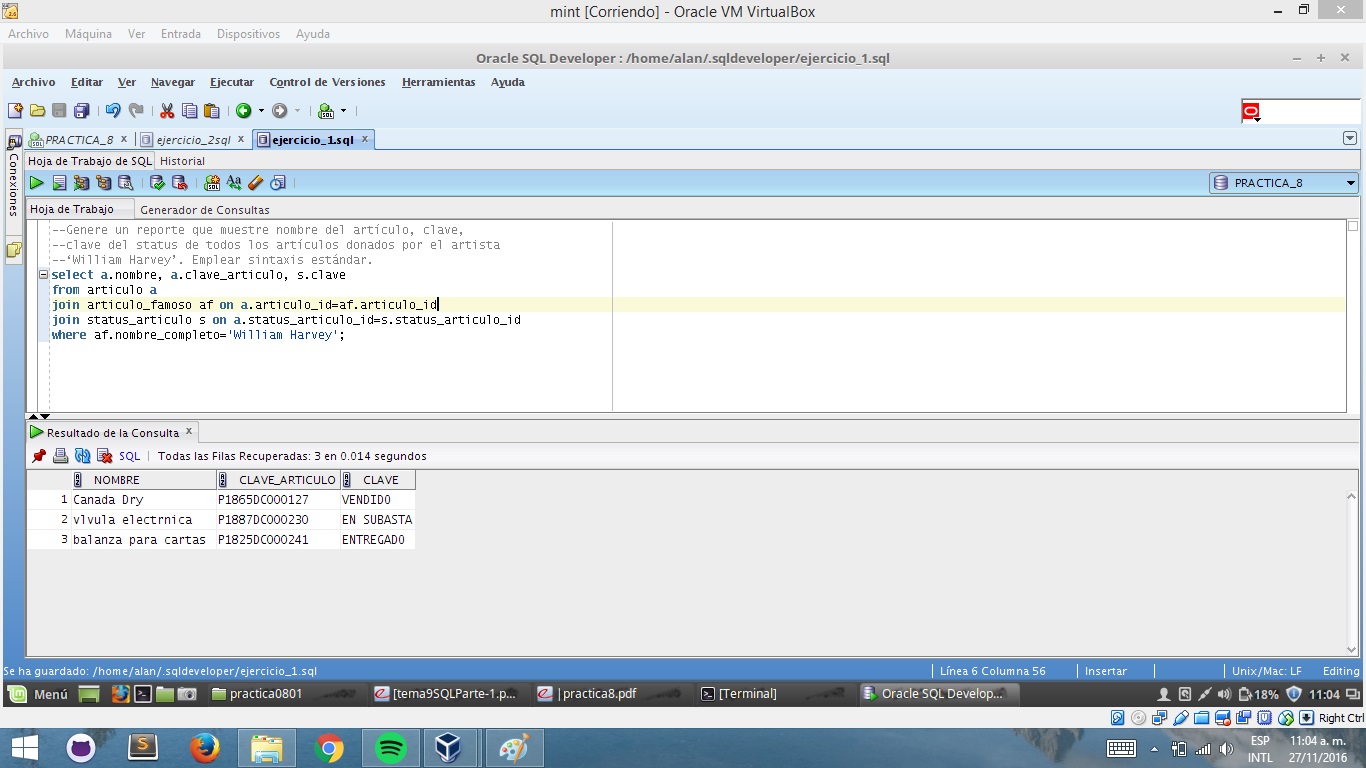 mint [Corriendo] - Oracle VM VirtualBox
Archivo Máquina Ver Entrada Dispositivos Ayuda
Oracle SQL Developer : /home/alan/.sqldeveloper/ejercicio_1.sql
Archivo Editar Ver Navegar Ejecutar Control de Versiones Herramientas Ayuda
PRACTICA_8 ejercicio_2sql ejercicio_1.sql
Conexiones
Hoja de Trabajo de SQL Historial
PRACTICA_8
Hoja de Trabajo Generador de Consultas
--Genere un reporte que muestre nombre del artículo, clave,
--clave del status de todos los artículos donados por el artista
--‘William Harvey’. Emplear sintaxis estándar.
select a.nombre, a.clave_articulo, s.clave
from articulo a
join articulo_famoso af on a.articulo_id=af.articulo_id
join status_articulo s on a.status_articulo_id=s.status_articulo_id
where af.nombre_completo='William Harvey';
Resultado de la Consulta
SQL | Todas las Filas Recuperadas: 3 en 0.014 segundos
NOMBRE CLAVE_ARTICULO CLAVE
1 Canada Dry P1865DC000127 VENDIDO
2 vlvula electrnica P1887DC000230 EN SUBASTA
3 balanza para cartas P1825DC000241 ENTREGADO
Se ha guardado: /home/alan/.sqldeveloper/ejercicio_1.sql Línea 6 Columna 56 Insertar Unix/Mac: LF Editing
Menú practica0801 [tema9SQLParte-1.p... |practica8.pdf [Terminal] Oracle SQL Develop... 18% 11:04
Right Ctrl
ESP 11:04 a. m.
INTL 27/11/2016